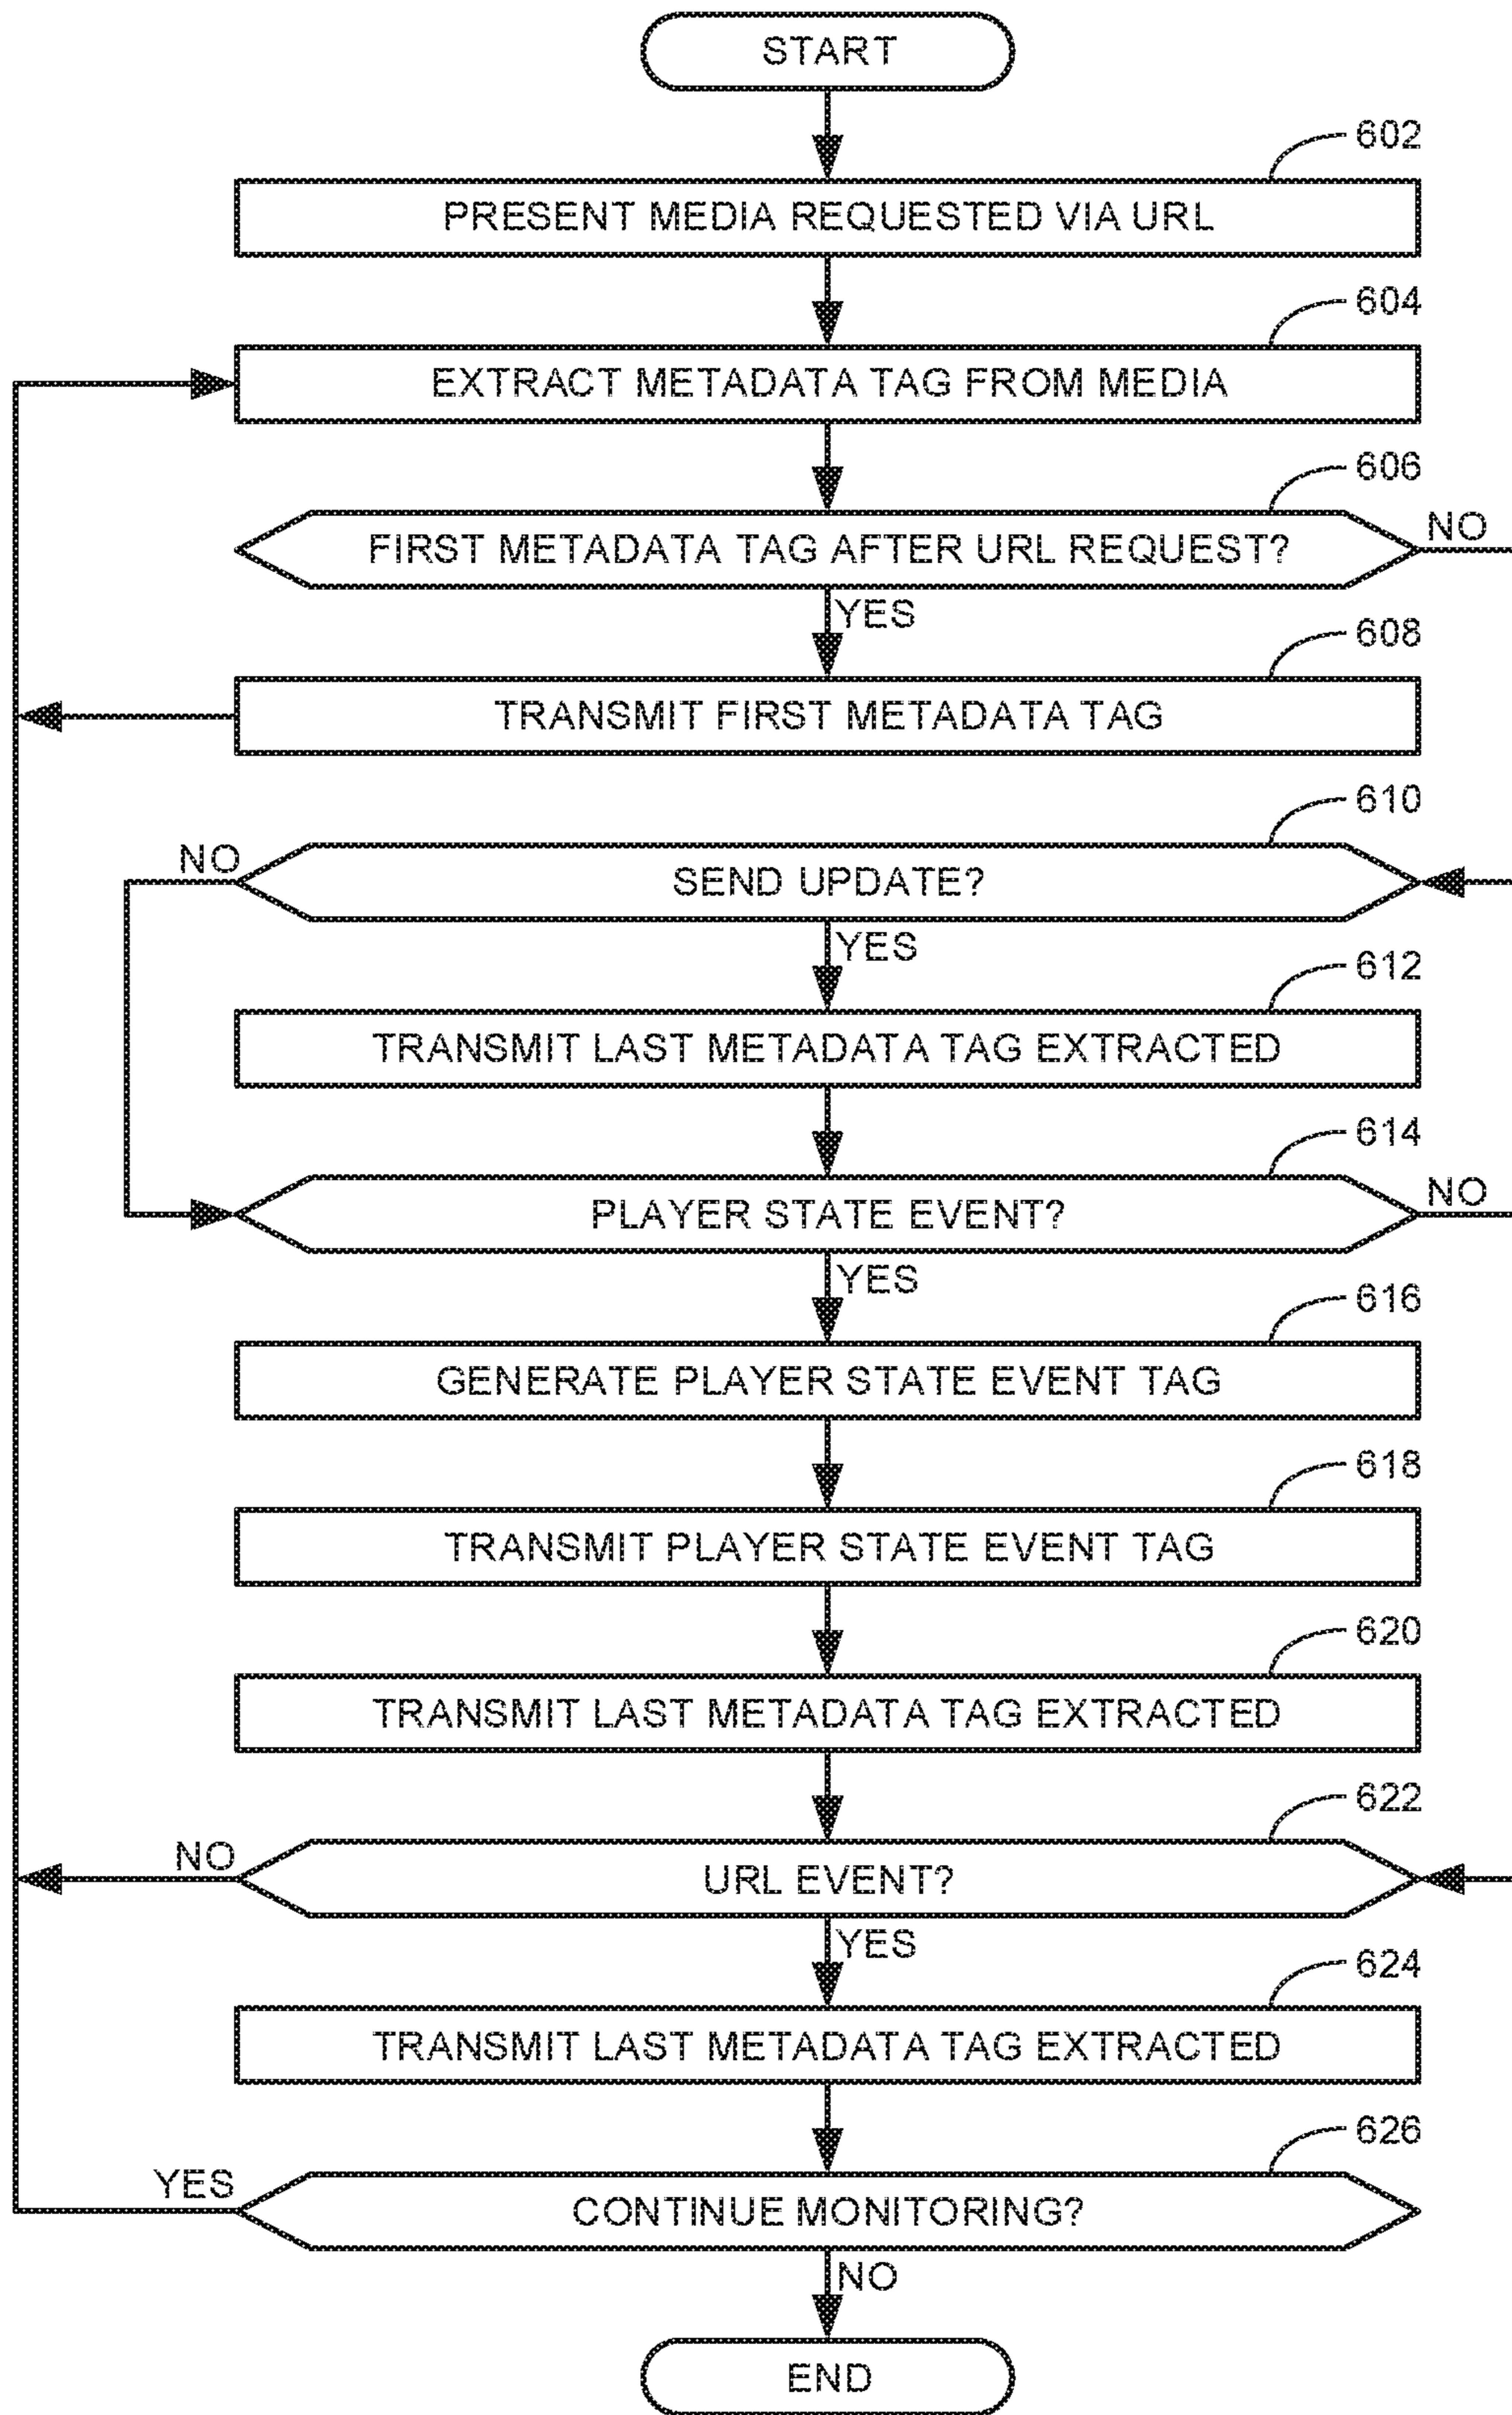 START
602
PRESENT MEDIA REQUESTED VIA URL
604
EXTRACT METADATA TAG FROM MEDIA
606
FIRST METADATA TAG AFTER URL REQUEST?
NO
YES
608
TRANSMIT FIRST METADATA TAG
610
NO
SEND UPDATE?
YES
612
TRANSMIT LAST METADATA TAG EXTRACTED
614
PLAYER STATE EVENT?
NO
YES
616
GENERATE PLAYER STATE EVENT TAG
618
TRANSMIT PLAYER STATE EVENT TAG
620
TRANSMIT LAST METADATA TAG EXTRACTED
622
NO
URL EVENT?
YES
624
TRANSMIT LAST METADATA TAG EXTRACTED
626
YES
CONTINUE MONITORING?
NO
END